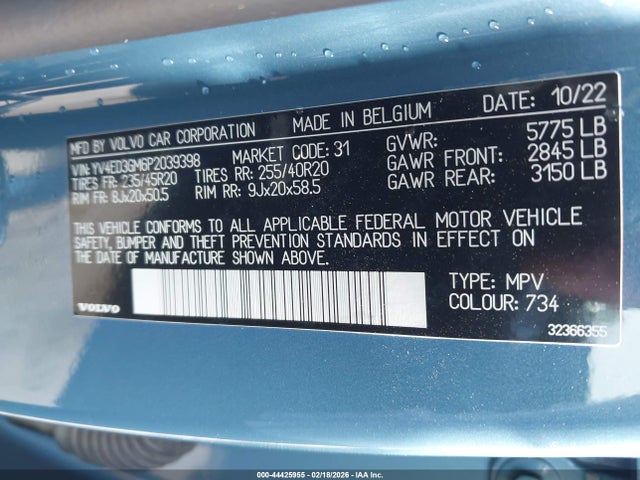 MFD BY VOLVO CAR CORPORATION MADE IN BELGIUM DATE: 10/22
VIN: YV4ED3GM6P2039398 MARKET CODE: 31 GVWR: 5775 LB
TIRES FR: 235/45R20 TIRES RR: 255/40R20 GAWR FRONT: 2845 LB
RIM FR: 8Jx20x50.5 RIM RR: 9Jx20x58.5 GAWR REAR: 3150 LB
THIS VEHICLE CONFORMS TO ALL APPLICABLE FEDERAL MOTOR VEHICLE
SAFETY, BUMPER AND THEFT PREVENTION STANDARDS IN EFFECT ON
THE DATE OF MANUFACTURE SHOWN ABOVE.
TYPE: MPV
COLOUR: 734
VOLVO
32366355
000-44425955 - 02/18/2026 - IAA Inc.